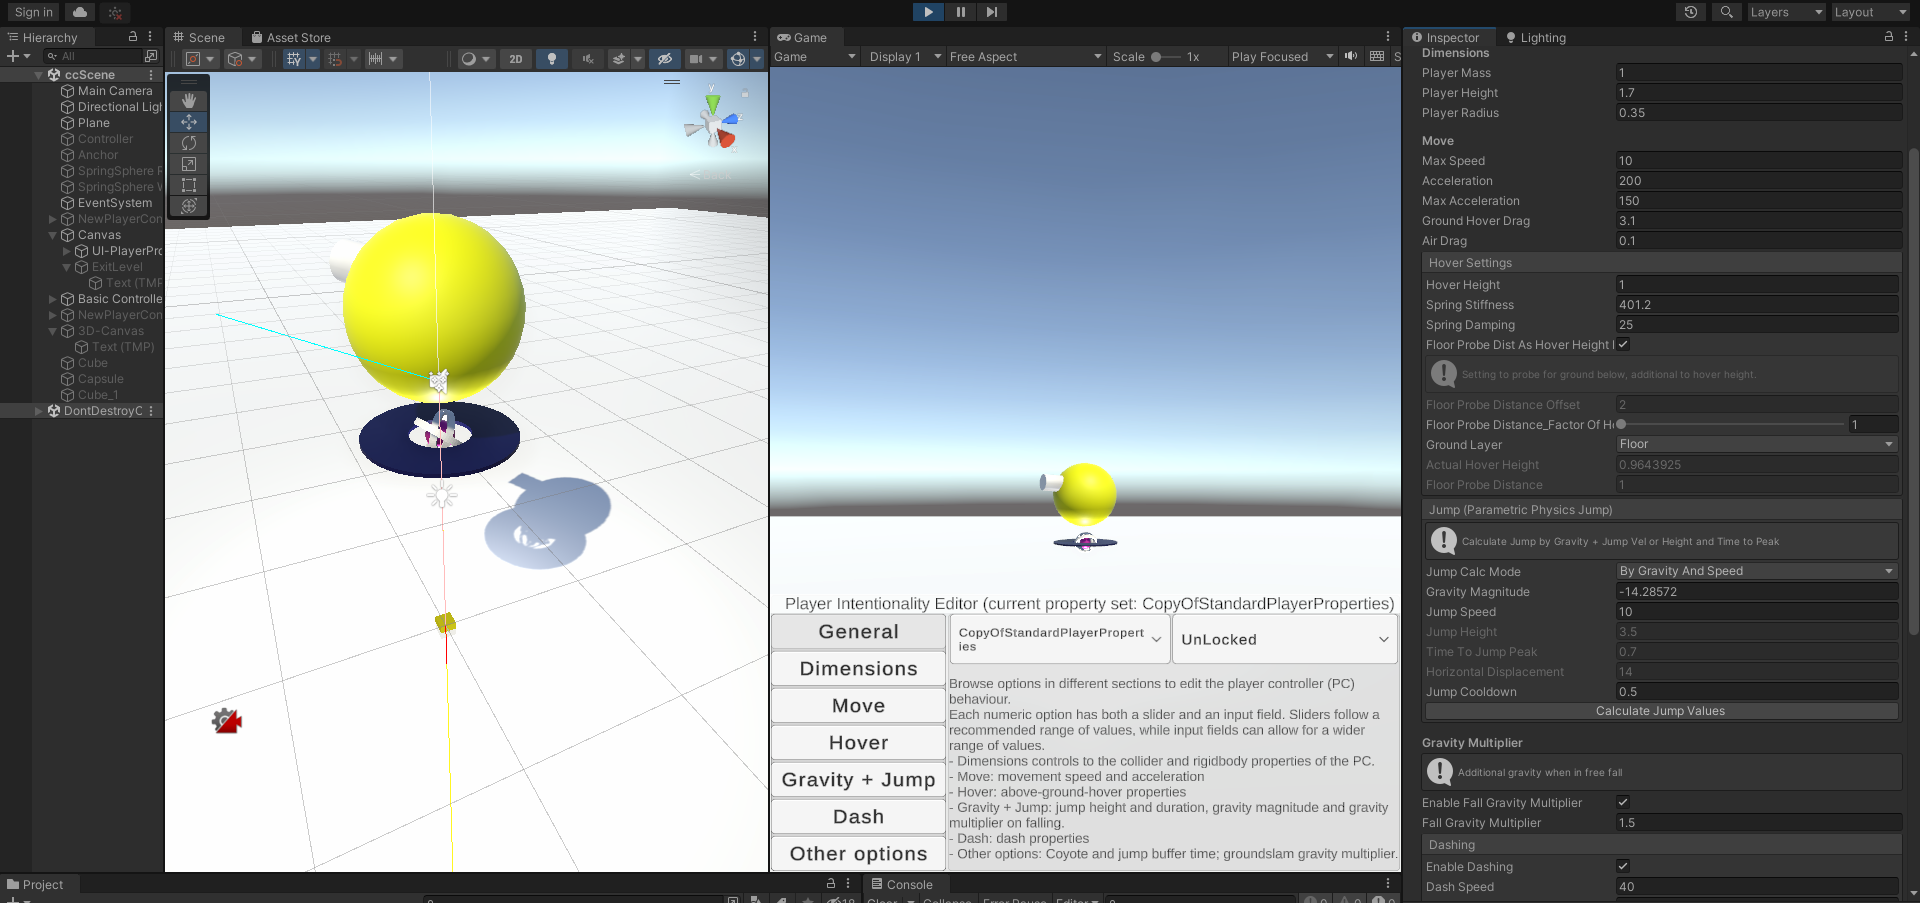 Sign in
Layers
Layout
Hierarchy
Scene
Asset Store
Game
Inspector
Lighting
All
2D
Game
Display 1
Free Aspect
Scale
1x
Play Focused
S
ccScene
Main Camera
Directional Ligh
Plane
Controller
Anchor
SpringSphere
SpringSphere
EventSystem
NewPlayerCon
Canvas
UI-PlayerPro
ExitLevel
Text (TMP
Basic Controlle
NewPlayerCon
3D-Canvas
Text (TMP)
Cube
Capsule
Cube_1
DontDestroyO
y
z
Player Intentionality Editor (current property set: CopyOfStandardPlayerProperties)
General
Dimensions
Move
Hover
Gravity + Jump
Dash
Other options
CopyOfStandardPlayerPropert
ies
UnLocked
Browse options in different sections to edit the player controller (PC)
behaviour.
Each numeric option has both a slider and an input field. Sliders follow a
recommended range of values, while input fields can allow for a wider
range of values.
- Dimensions controls to the collider and rigidbody properties of the PC.
- Move: movement speed and acceleration
- Hover: above-ground-hover properties
- Gravity + Jump: jump height and duration, gravity magnitude and gravity
multiplier on falling.
- Dash: dash properties
- Other options: Coyote and jump buffer time; groundslam gravity multiplier.
Dimensions
Player Mass 1
Player Height 1.7
Player Radius 0.35
Move
Max Speed 10
Acceleration 200
Max Acceleration 150
Ground Hover Drag 3.1
Air Drag 0.1
Hover Settings
Hover Height 1
Spring Stiffness 401.2
Spring Damping 25
Floor Probe Dist As Hover Height
Setting to probe for ground below, additional to hover height.
Floor Probe Distance Offset 2
Floor Probe Distance_Factor Of H 1
Ground Layer Floor
Actual Hover Height 0.9643925
Floor Probe Distance 1
Jump (Parametric Physics Jump)
Calculate Jump by Gravity + Jump Vel or Height and Time to Peak
Jump Calc Mode By Gravity And Speed
Gravity Magnitude -14.28572
Jump Speed 10
Jump Height 3.5
Time To Jump Peak 0.7
Horizontal Displacement 14
Jump Cooldown 0.5
Calculate Jump Values
Gravity Multiplier
Additional gravity when in free fall
Enable Fall Gravity Multiplier
Fall Gravity Multiplier 1.5
Dashing
Enable Dashing
Dash Speed 40
Project
Console
Clear
Collapse
Error Pause
Editor